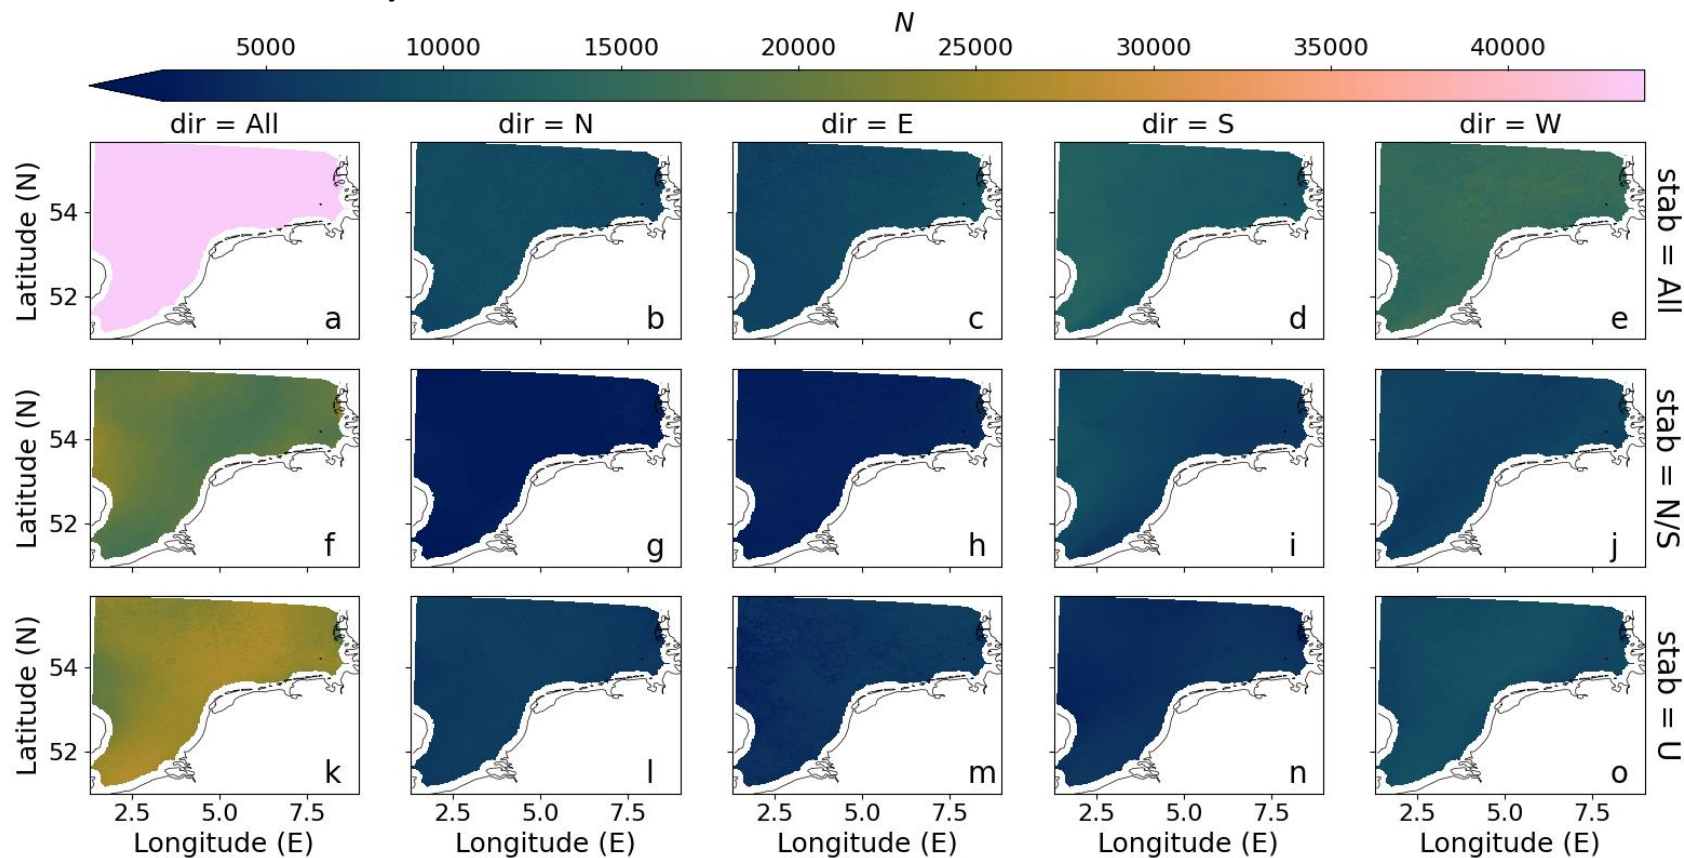 N
5000 10000 15000 20000 25000 30000 35000 40000
dir = All dir = N dir = E dir = S dir = W
Latitude (N) 54 52 a b c d e stab = All
Latitude (N) 54 52 f g h i j stab = N/S
Latitude (N) 54 52 k l m n o stab = U
2.5 5.0 7.5 2.5 5.0 7.5 2.5 5.0 7.5 2.5 5.0 7.5 2.5 5.0 7.5
Longitude (E) Longitude (E) Longitude (E) Longitude (E) Longitude (E)